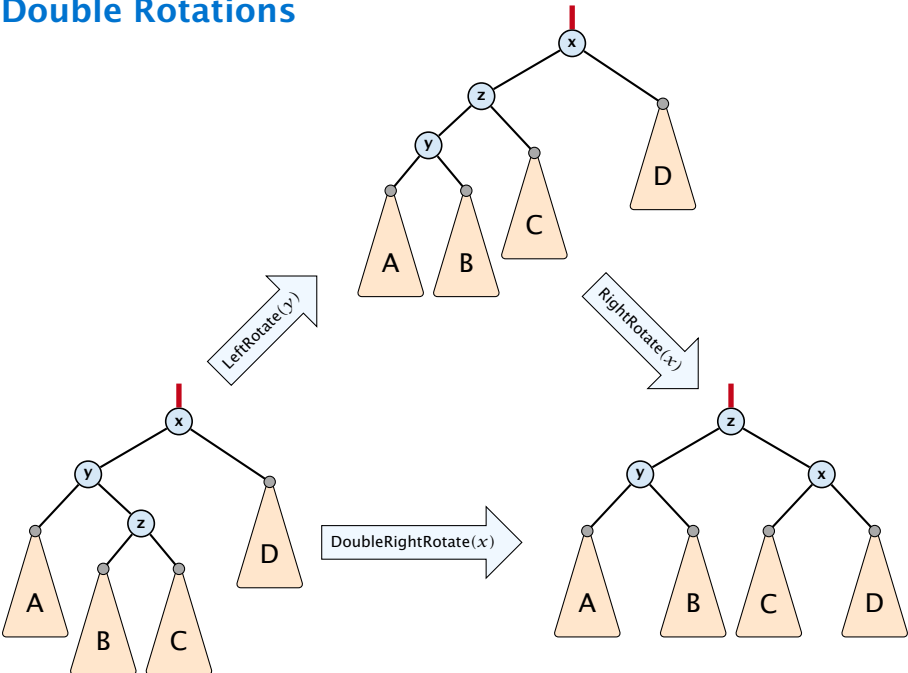 Double Rotations
x
z
y
D
C
A
B
LeftRotate(y)
RightRotate(x)
x
y
z
D
A
B
C
DoubleRightRotate(x)
z
y
x
A
B
C
D